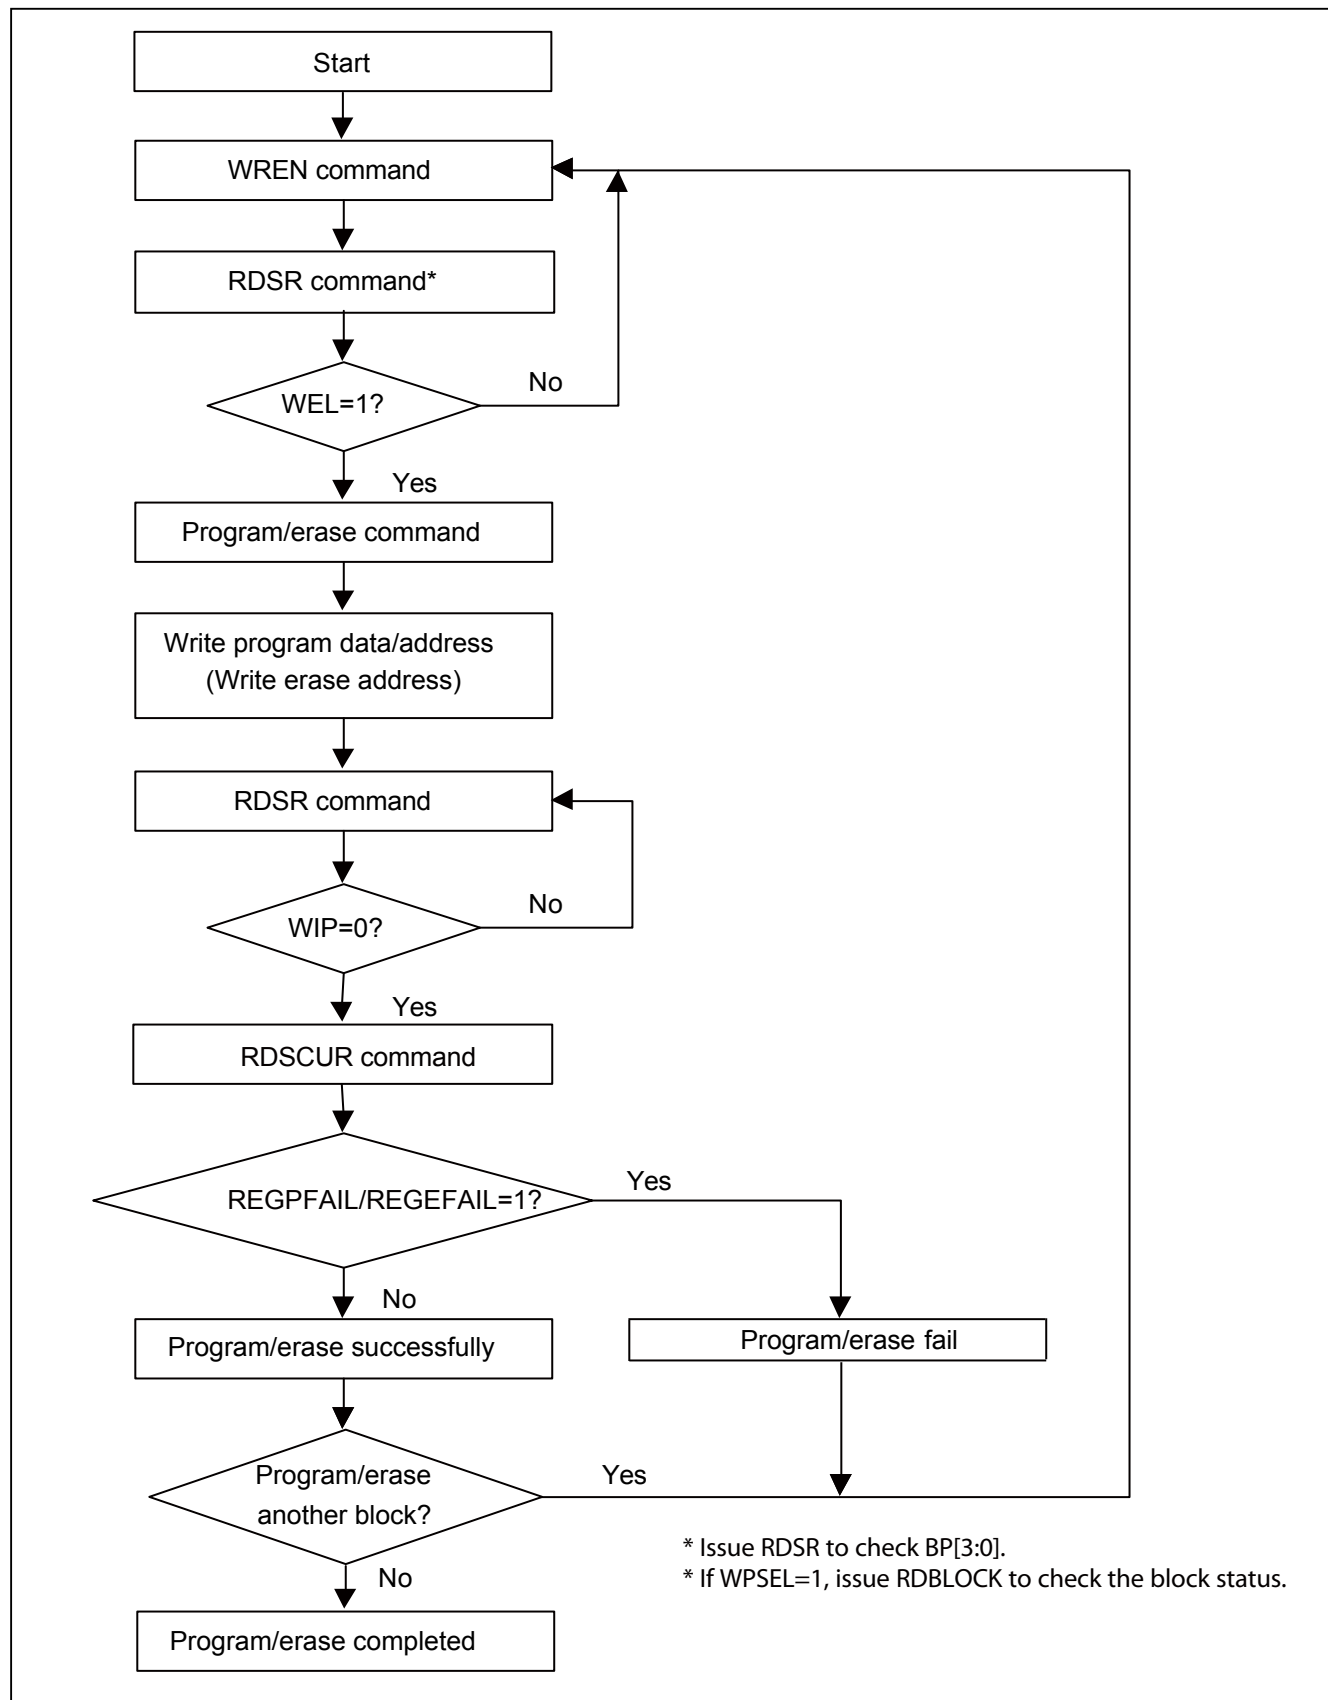 Start
WREN command
RDSR command*
WEL=1?
No
Yes
Program/erase command
Write program data/address
(Write erase address)
RDSR command
WIP=0?
No
Yes
RDSCUR command
REGPFAIL/REGEFAIL=1?
Yes
No
Program/erase successfully
Program/erase fail
Program/erase
another block?
Yes
* Issue RDSR to check BP[3:0].
* If WPSEL=1, issue RDBLOCK to check the block status.
No
Program/erase completed